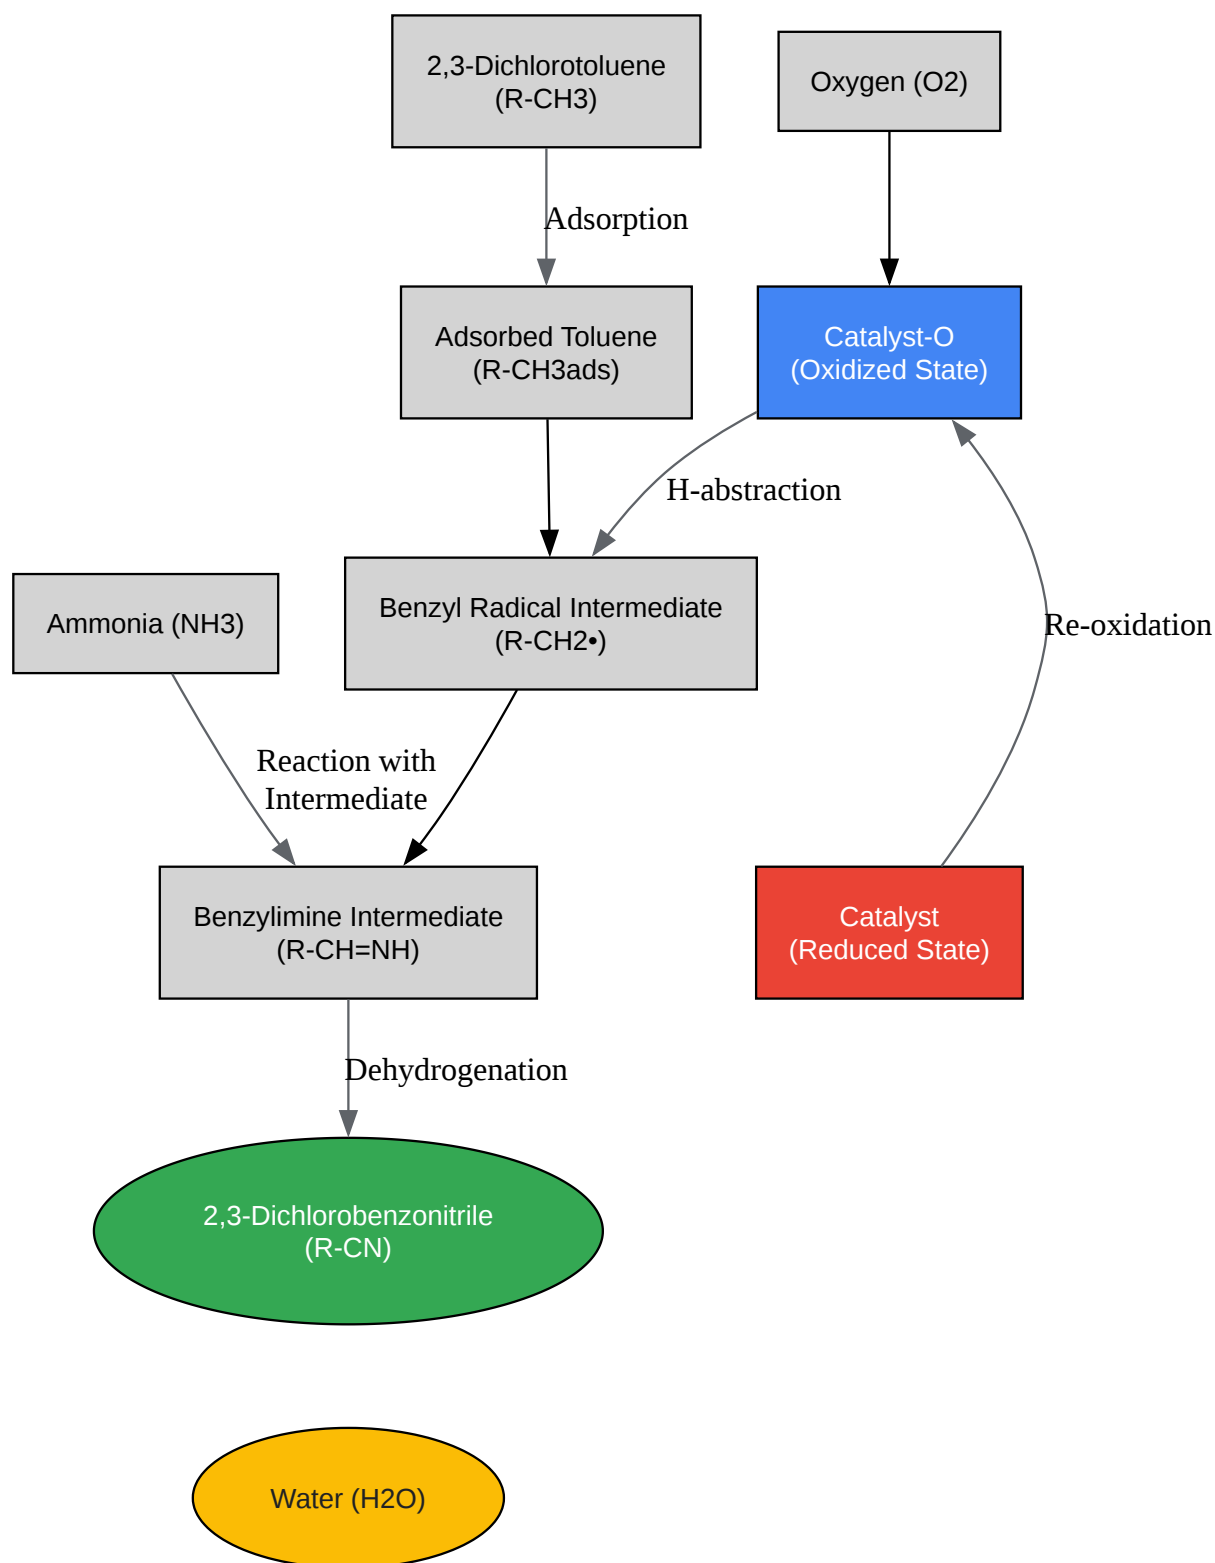 2,3-Dichlorotoluene
(R-CH3)
Oxygen (O2)
Adsorption
Adsorbed Toluene
(R-CH3ads)
Catalyst-O
(Oxidized State)
H-abstraction
Ammonia (NH3)
Benzyl Radical Intermediate
(R-CH2•)
Re-oxidation
Reaction with
Intermediate
Benzylimine Intermediate
(R-CH=NH)
Catalyst
(Reduced State)
Dehydrogenation
2,3-Dichlorobenzonitrile
(R-CN)
Water (H2O)